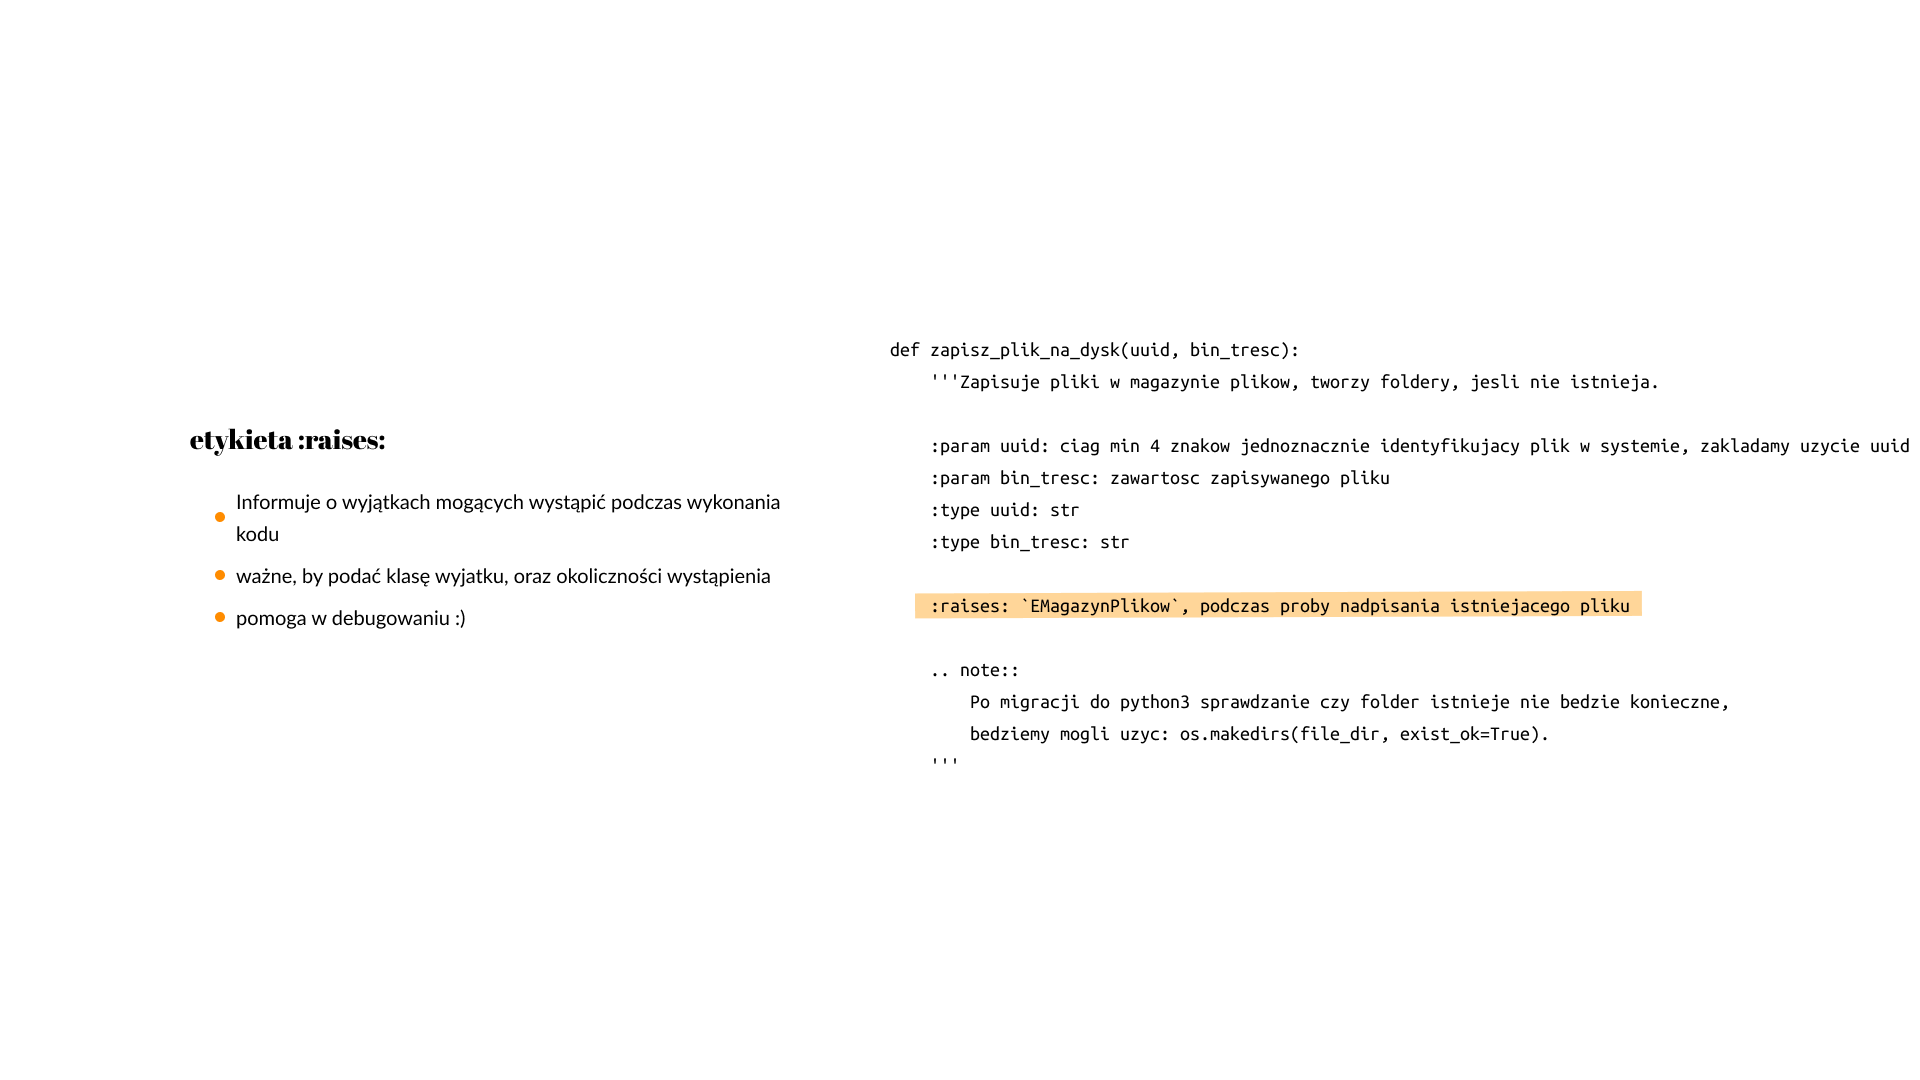 etykieta :raises:
Informuje o wyjątkach mogących wystąpić podczas wykonania
kodu
ważne, by podać klasę wyjatku, oraz okoliczności wystąpienia
pomoga w debugowaniu :)
def zapisz_plik_na_dysk(uuid, bin_tresc):
    '''Zapisuje pliki w magazynie plikow, tworzy foldery, jesli nie istnieja.
    :param uuid: ciag min 4 znakow jednoznacznie identyfikujacy plik w systemie, zakladamy uzycie uuid
    :param bin_tresc: zawartosc zapisywanego pliku
    :type uuid: str
    :type bin_tresc: str
    :raises: `EMagazynPlikow`, podczas proby nadpisania istniejacego pliku
    .. note::
        Po migracji do python3 sprawdzanie czy folder istnieje nie bedzie konieczne,
        bedziemy mogli uzyc: os.makedirs(file_dir, exist_ok=True).
    '''